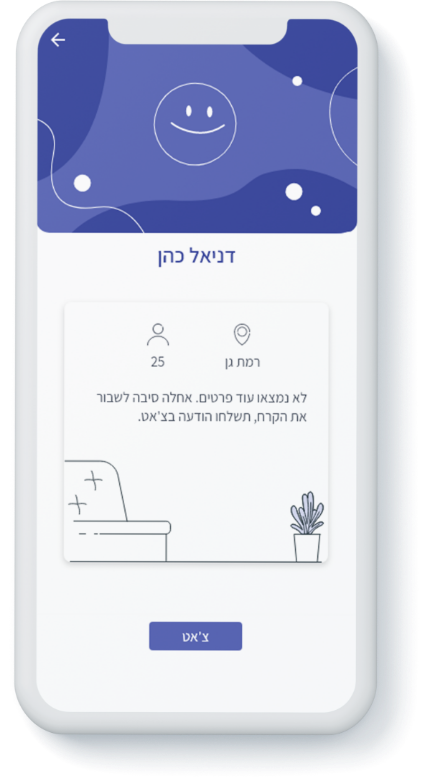 דניאל כהן
רמת גן
25
לא נמצאו עוד פרטים. אחלה סיבה לשבור
את הקרח, תשלחו הודעה בצ'אט.
צ'אט